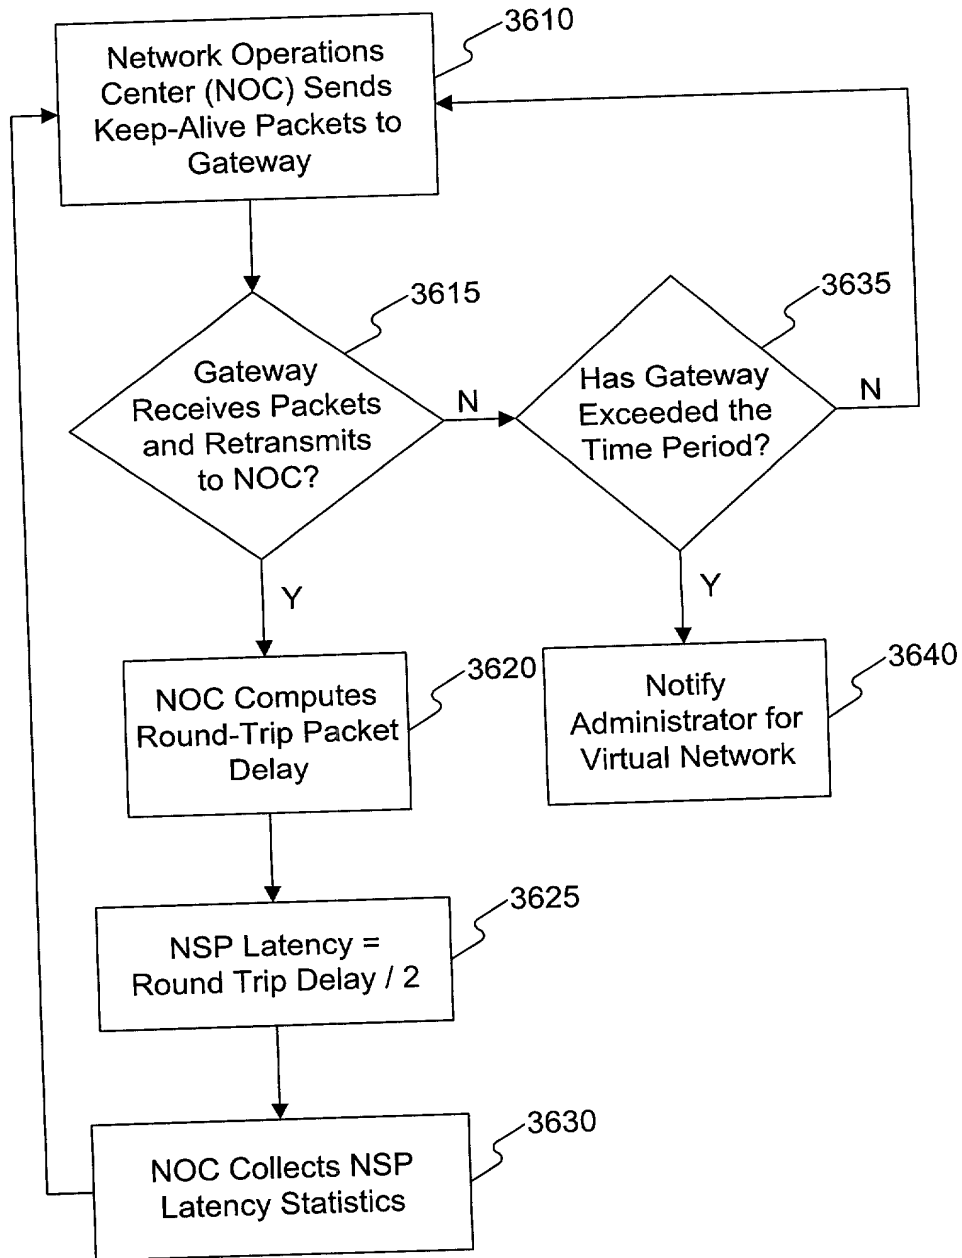 3610
Network Operations
Center (NOC) Sends
Keep-Alive Packets to
Gateway
3615
Gateway
Receives Packets
and Retransmits
to NOC?
N
Y
3635
Has Gateway
Exceeded the
Time Period?
N
Y
3620
NOC Computes
Round-Trip Packet
Delay
3640
Notify
Administrator for
Virtual Network
3625
NSP Latency =
Round Trip Delay / 2
3630
NOC Collects NSP
Latency Statistics